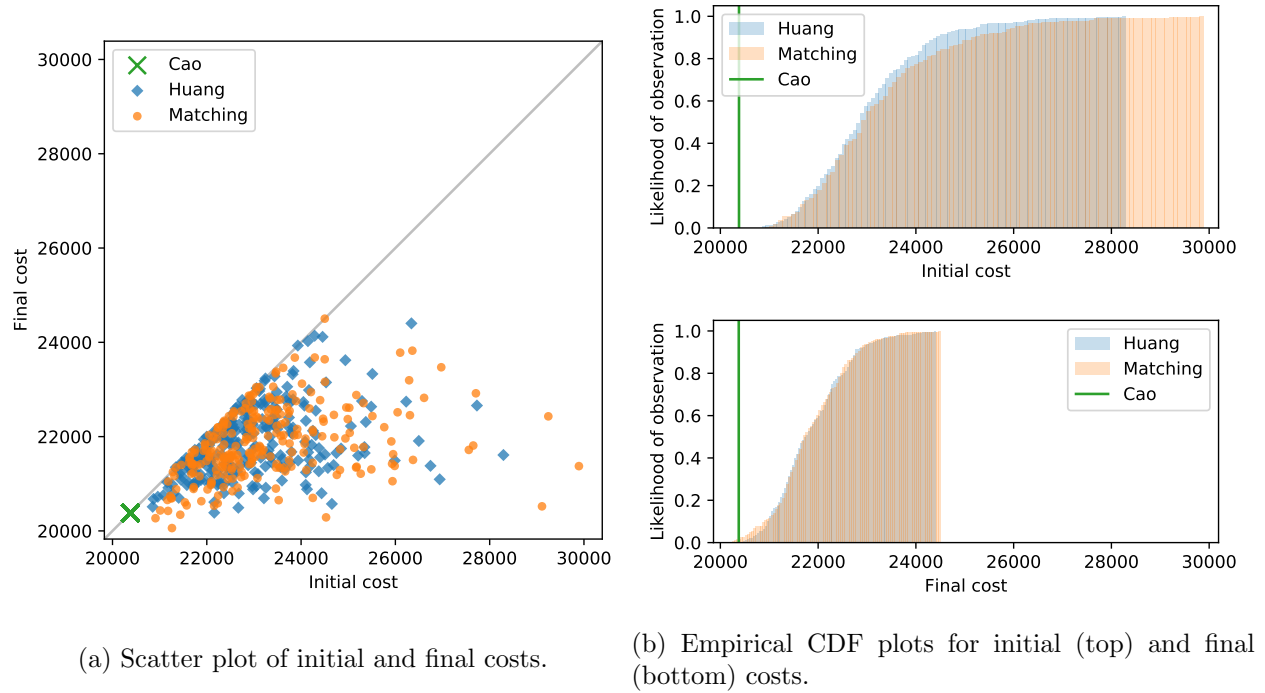 30000
28000
26000
24000
22000
20000
Final cost
Cao
Huang
Matching
20000 22000 24000 26000 28000 30000
Initial cost
(a) Scatter plot of initial and final costs.
1.0
0.8
0.6
0.4
0.2
0.0
Likelihood of observation
Huang
Matching
Cao
20000 22000 24000 26000 28000 30000
Initial cost
1.0
0.8
0.6
0.4
0.2
0.0
Likelihood of observation
Huang
Matching
Cao
20000 22000 24000 26000 28000 30000
Final cost
(b) Empirical CDF plots for initial (top) and final
(bottom) costs.